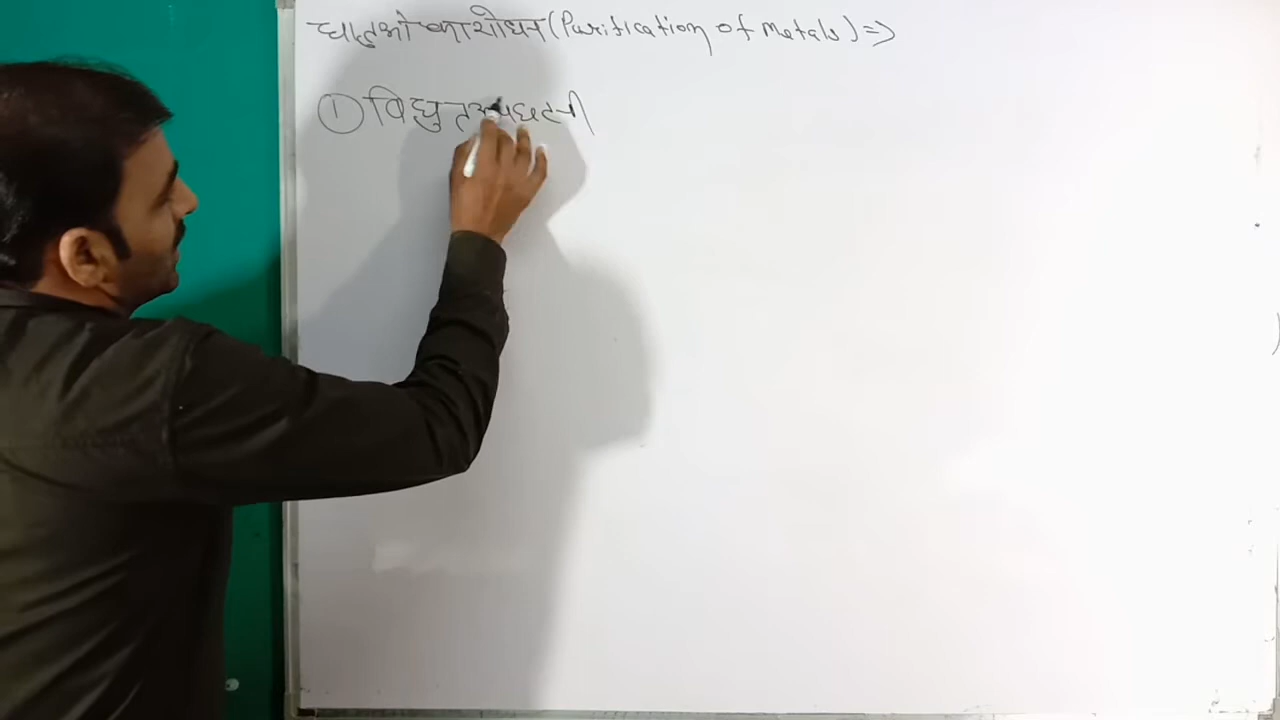 धातुओ का शोधन (Purification of Metals) =>
① विद्युत अपघटनी